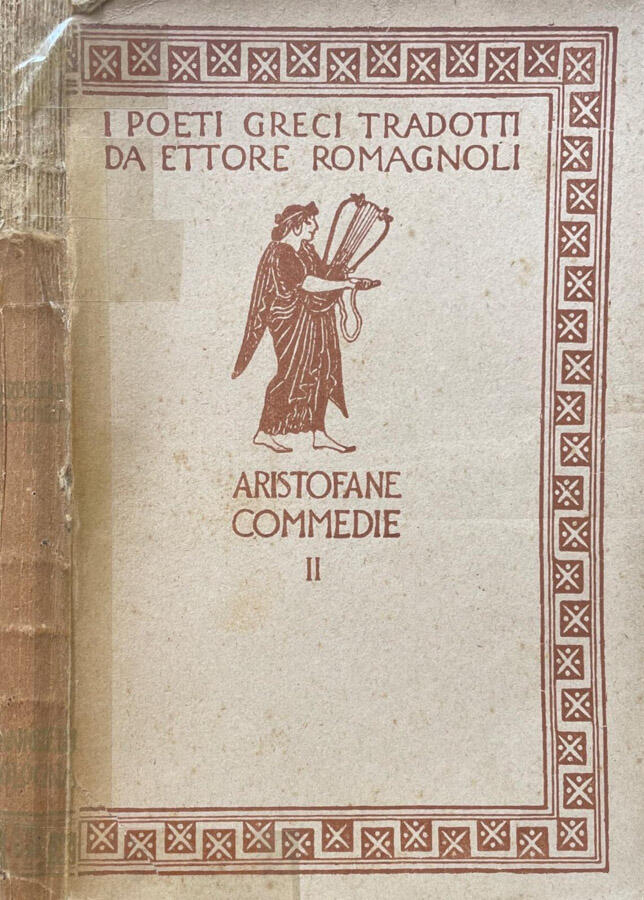 I POETI GRECI TRADOTTI
DA ETTORE ROMAGNOLI
ARISTOFANE
COMMEDIE
II